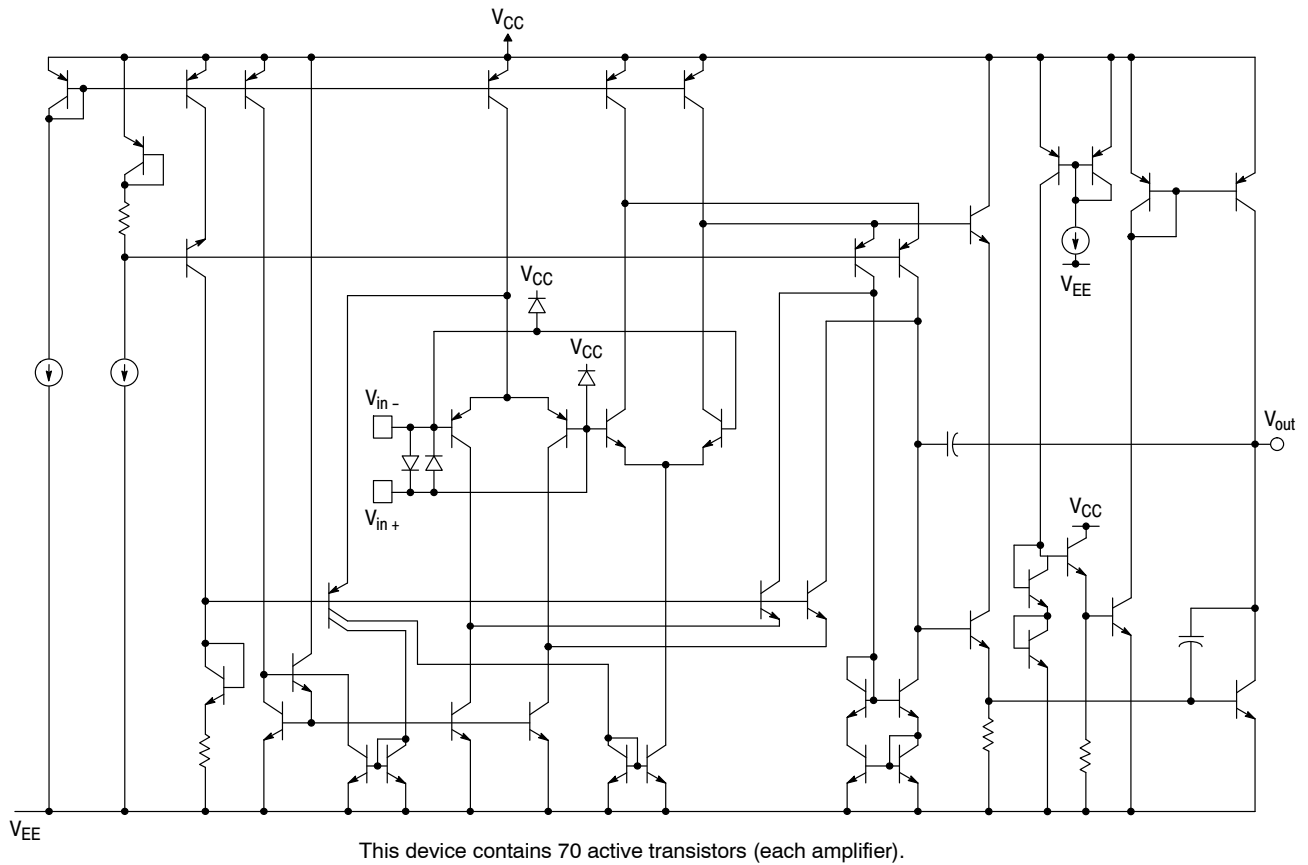 VCC
VCC
VEE
VCC
Vin −
Vout
Vin +
VCC
VEE
This device contains 70 active transistors (each amplifier).